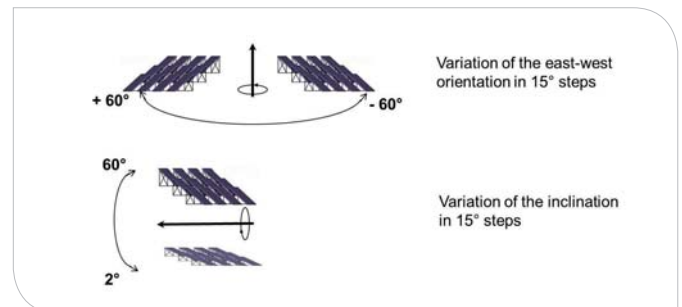 Variation of the east-west
orientation in 15° steps
+ 60°
- 60°
60°
Variation of the inclination
in 15° steps
2°